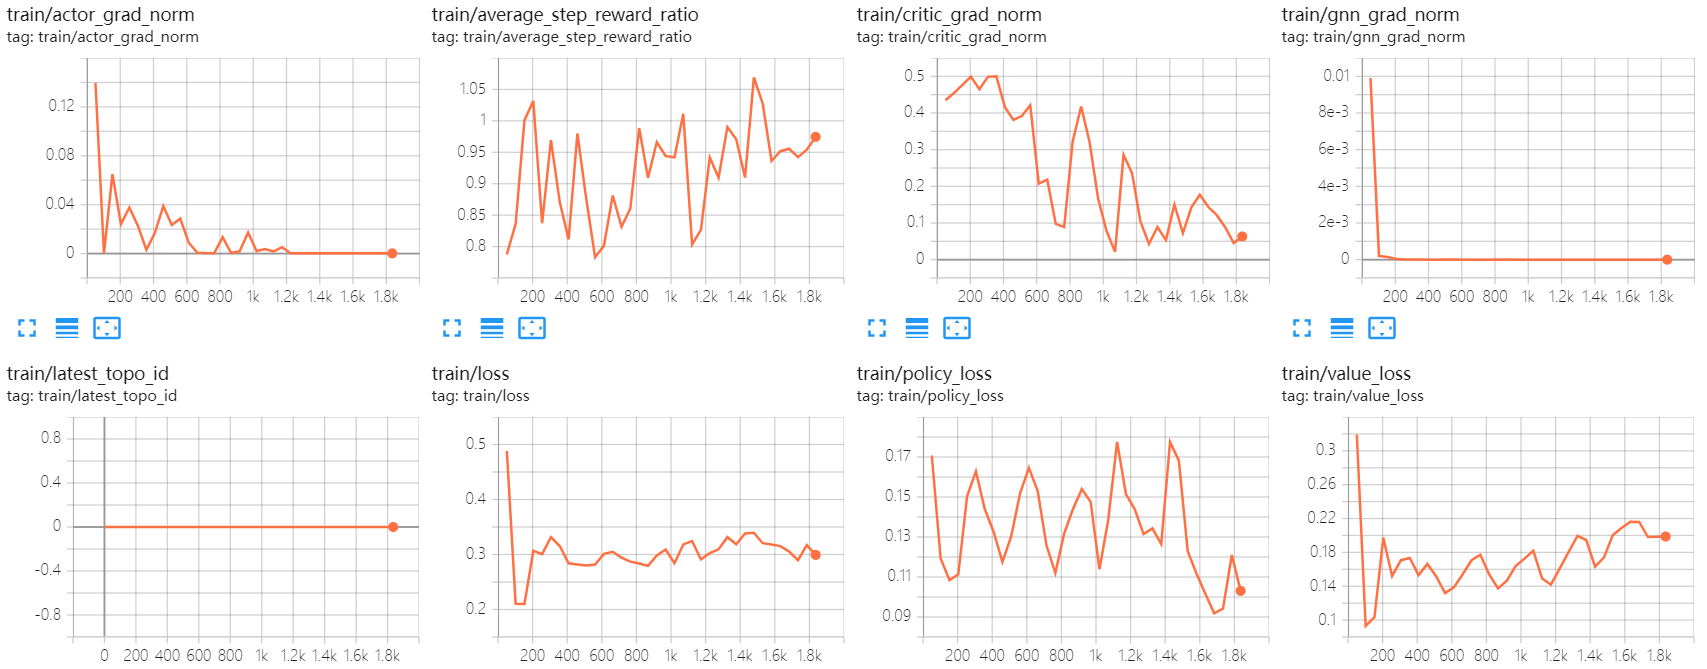 train/actor_grad_norm
tag: train/actor_grad_norm
0.12
0.08
0.04
0
200 400 600 800 1k 1.2k 1.4k 1.6k 1.8k
train/average_step_reward_ratio
tag: train/average_step_reward_ratio
1.05
1
0.95
0.9
0.85
0.8
200 400 600 800 1k 1.2k 1.4k 1.6k 1.8k
train/critic_grad_norm
tag: train/critic_grad_norm
0.5
0.4
0.3
0.2
0.1
0
200 400 600 800 1k 1.2k 1.4k 1.6k 1.8k
train/gnn_grad_norm
tag: train/gnn_grad_norm
0.01
8e-3
6e-3
4e-3
2e-3
0
200 400 600 800 1k 1.2k 1.4k 1.6k 1.8k
train/latest_topo_id
tag: train/latest_topo_id
0.8
0.4
0
-0.4
-0.8
0 200 400 600 800 1k 1.2k 1.4k 1.6k 1.8k
train/loss
tag: train/loss
0.5
0.4
0.3
0.2
200 400 600 800 1k 1.2k 1.4k 1.6k 1.8k
train/policy_loss
tag: train/policy_loss
0.17
0.15
0.13
0.11
0.09
200 400 600 800 1k 1.2k 1.4k 1.6k 1.8k
train/value_loss
tag: train/value_loss
0.3
0.26
0.22
0.18
0.14
0.1
200 400 600 800 1k 1.2k 1.4k 1.6k 1.8k